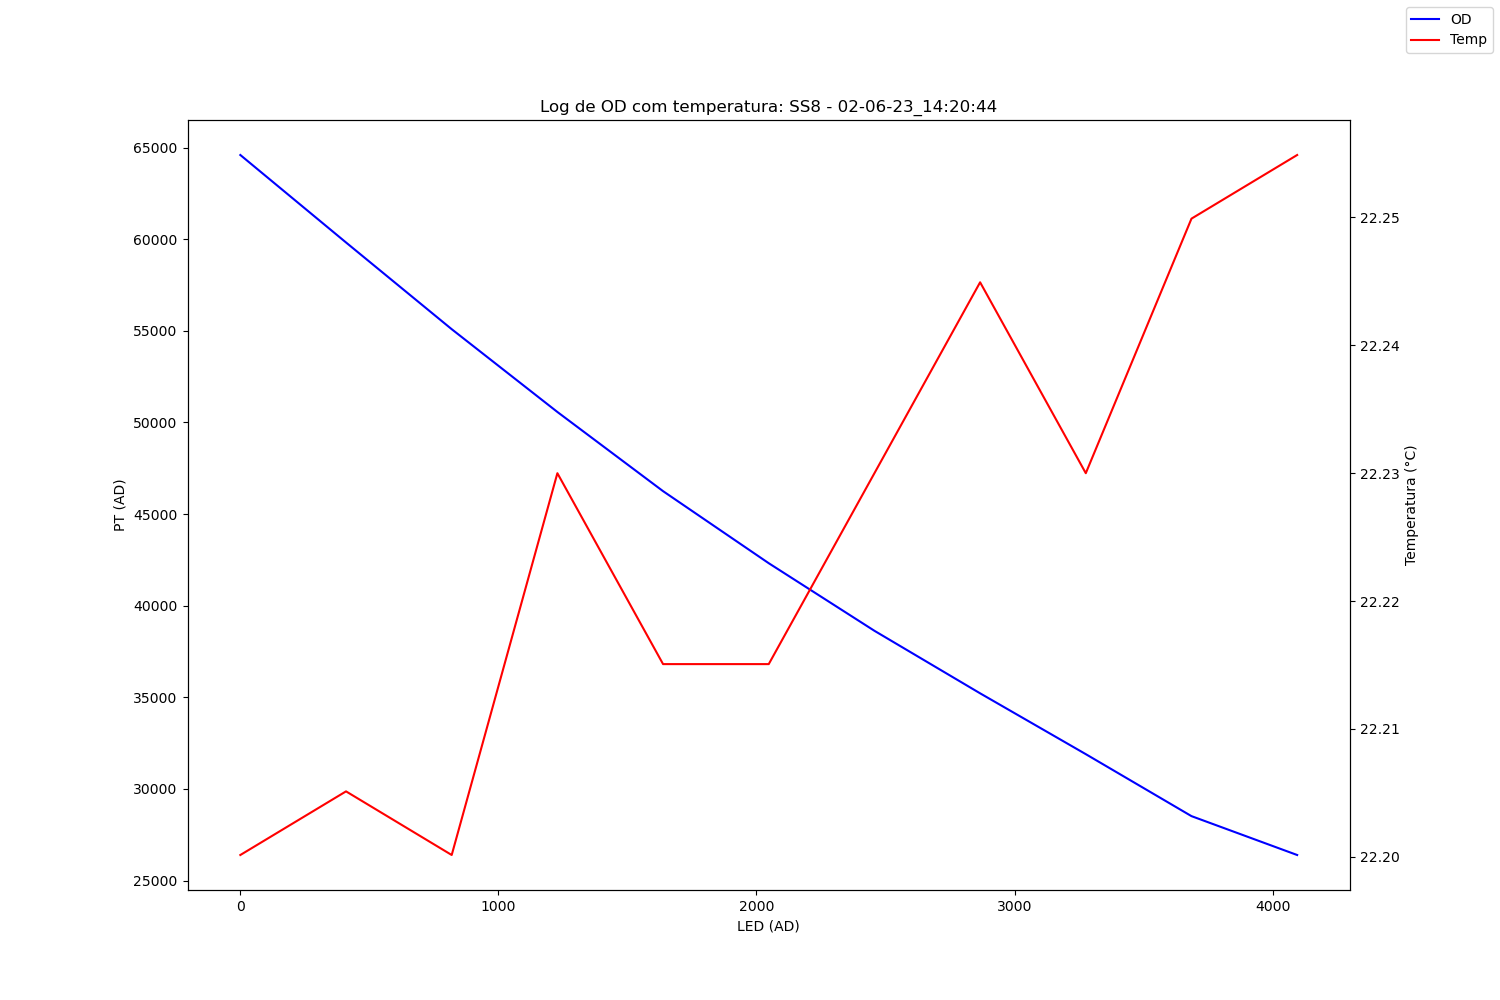 OD
Temp
Log de OD com temperatura: SS8 - 02-06-23_14:20:44
65000
60000
55000
50000
45000
40000
35000
30000
25000
PT (AD)
22.25
22.24
22.23
22.22
22.21
22.20
Temperatura (°C)
0 1000 2000 3000 4000
LED (AD)